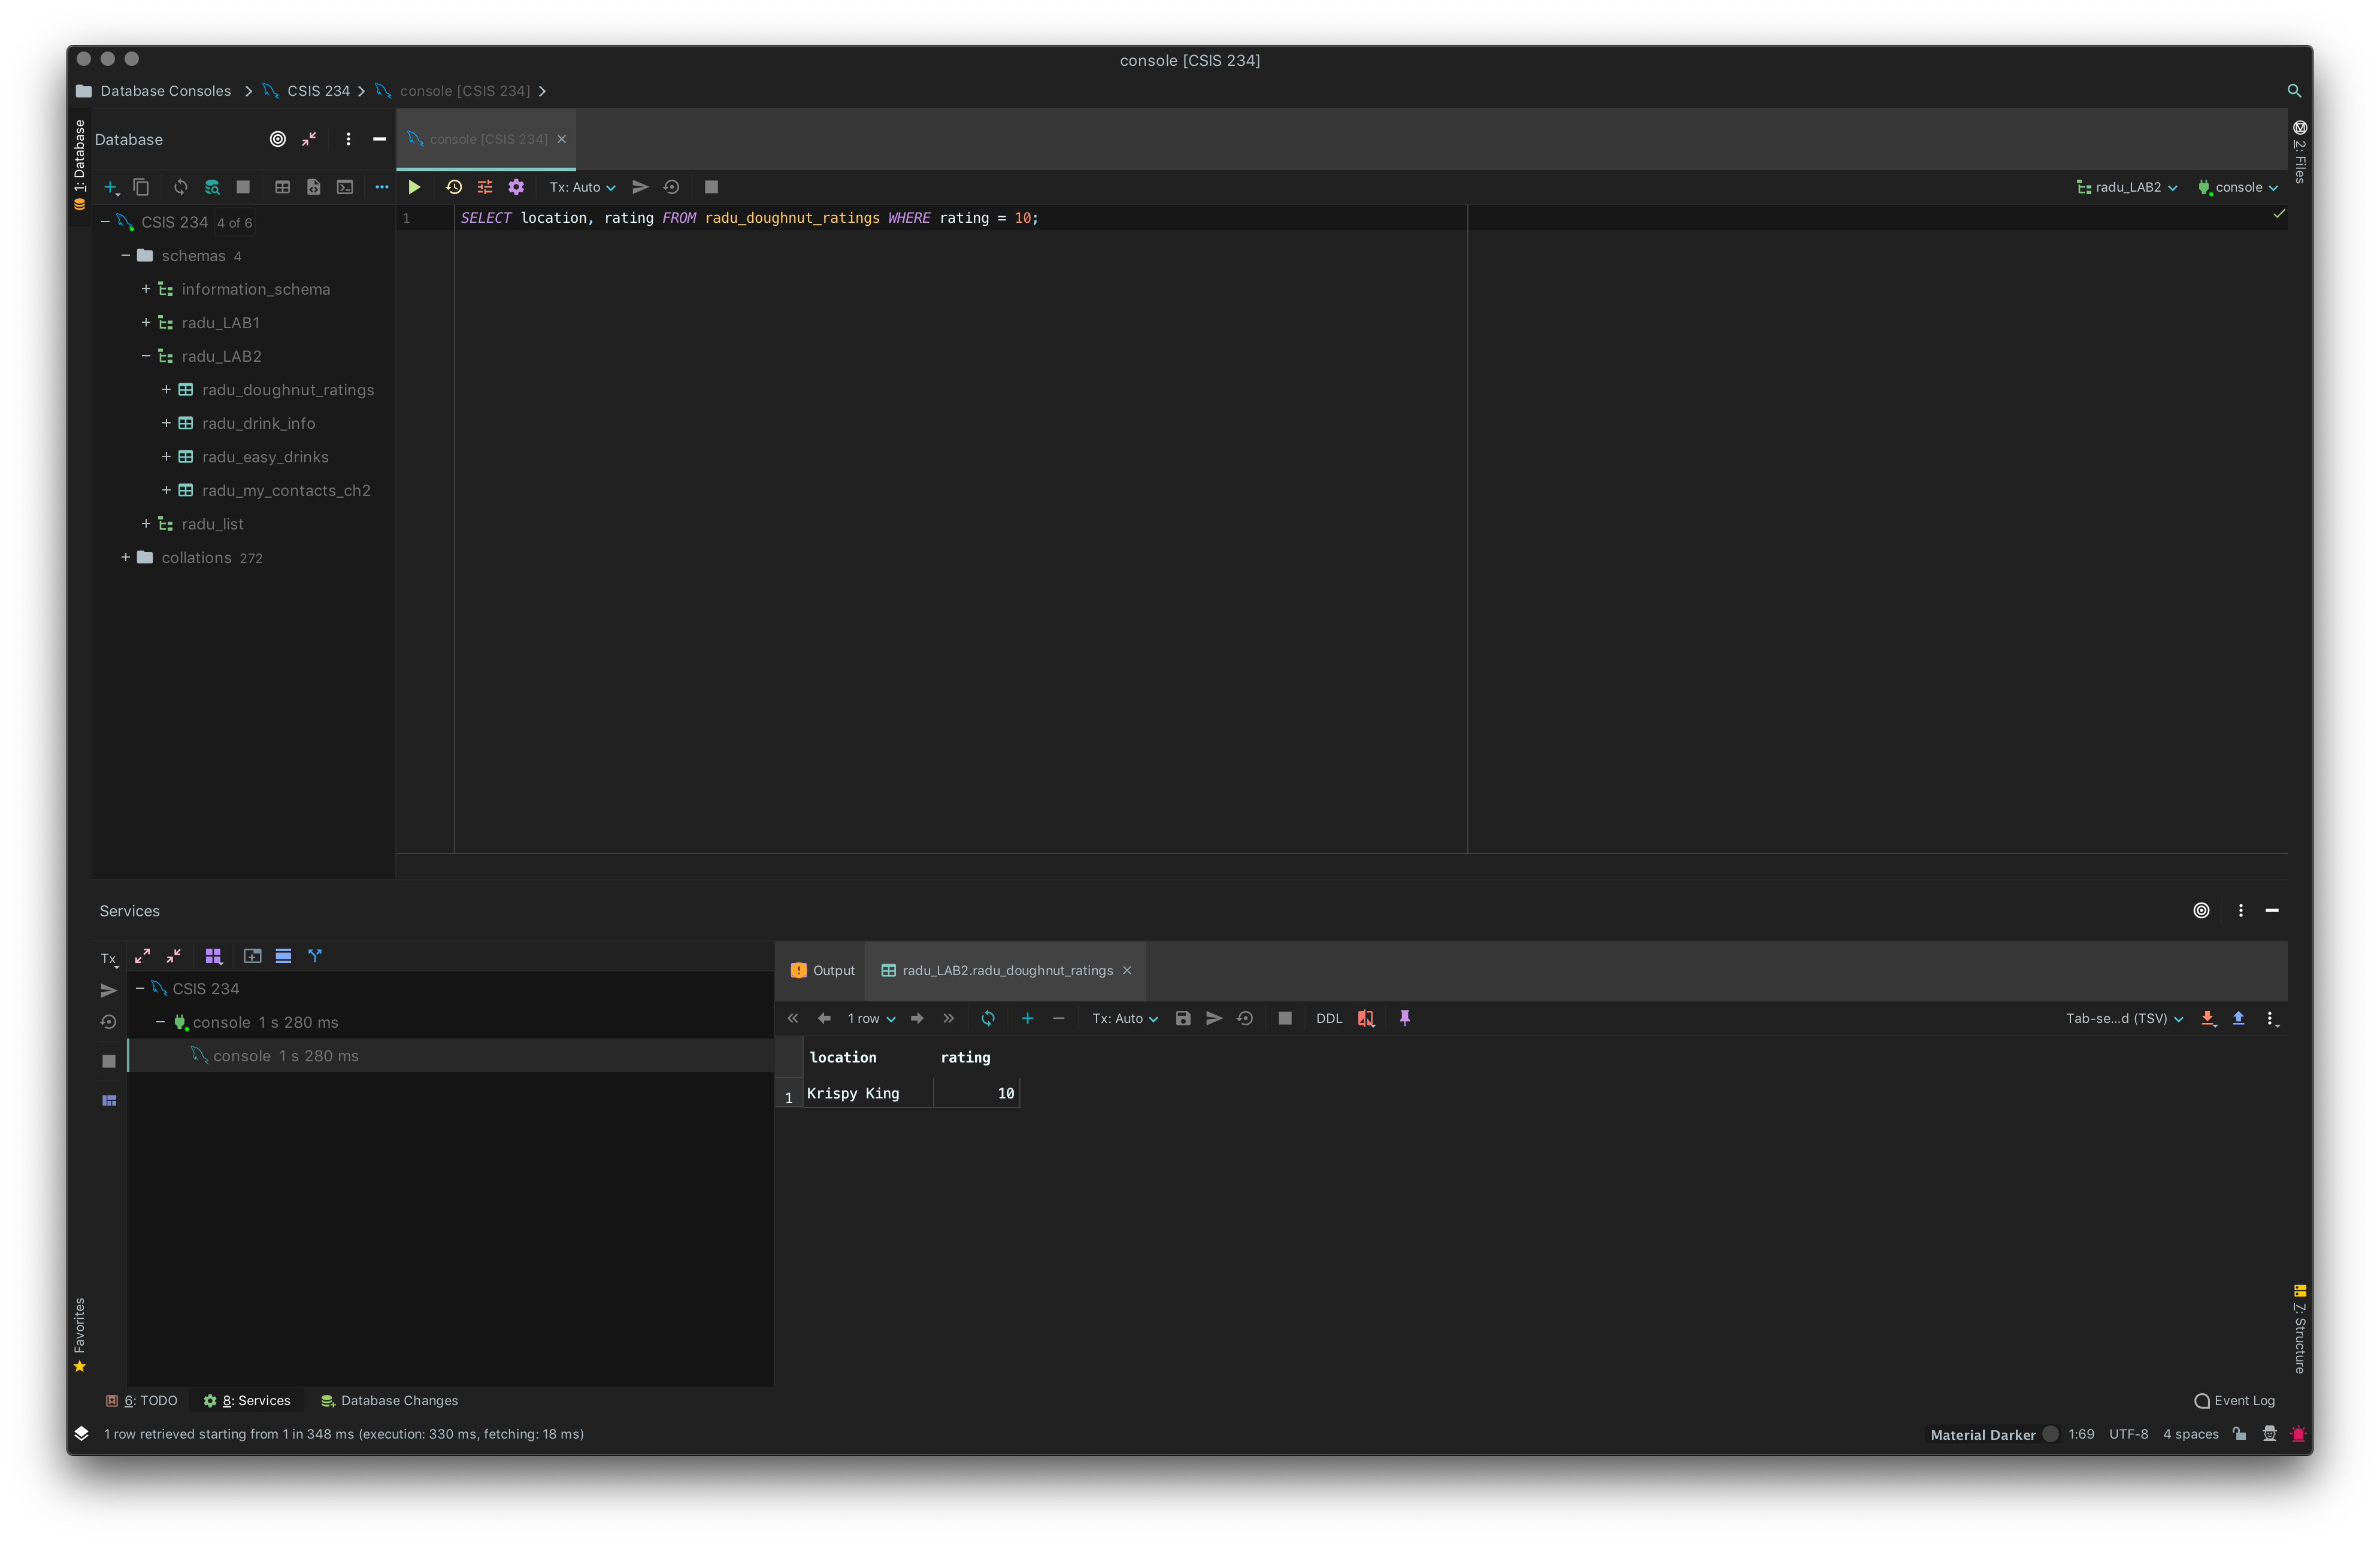 console [CSIS 234]
Database Consoles CSIS 234 console [CSIS 234]
1: Database
Database
console [CSIS 234]
2: Files
Tx: Auto
radu_LAB2
console
CSIS 234 4 of 6
schemas 4
information_schema
radu_LAB1
radu_LAB2
radu_doughnut_ratings
radu_drink_info
radu_easy_drinks
radu_my_contacts_ch2
radu_list
collations 272
1 SELECT location, rating FROM radu_doughnut_ratings WHERE rating = 10;
Services
Tx
CSIS 234
console 1 s 280 ms
console 1 s 280 ms
Output radu_LAB2.radu_doughnut_ratings
1 row Tx: Auto DDL Tab-se...d (TSV)
location rating
1 Krispy King 10
Favorites
7: Structure
6: TODO 8: Services Database Changes Event Log
1 row retrieved starting from 1 in 348 ms (execution: 330 ms, fetching: 18 ms) Material Darker 1:69 UTF-8 4 spaces